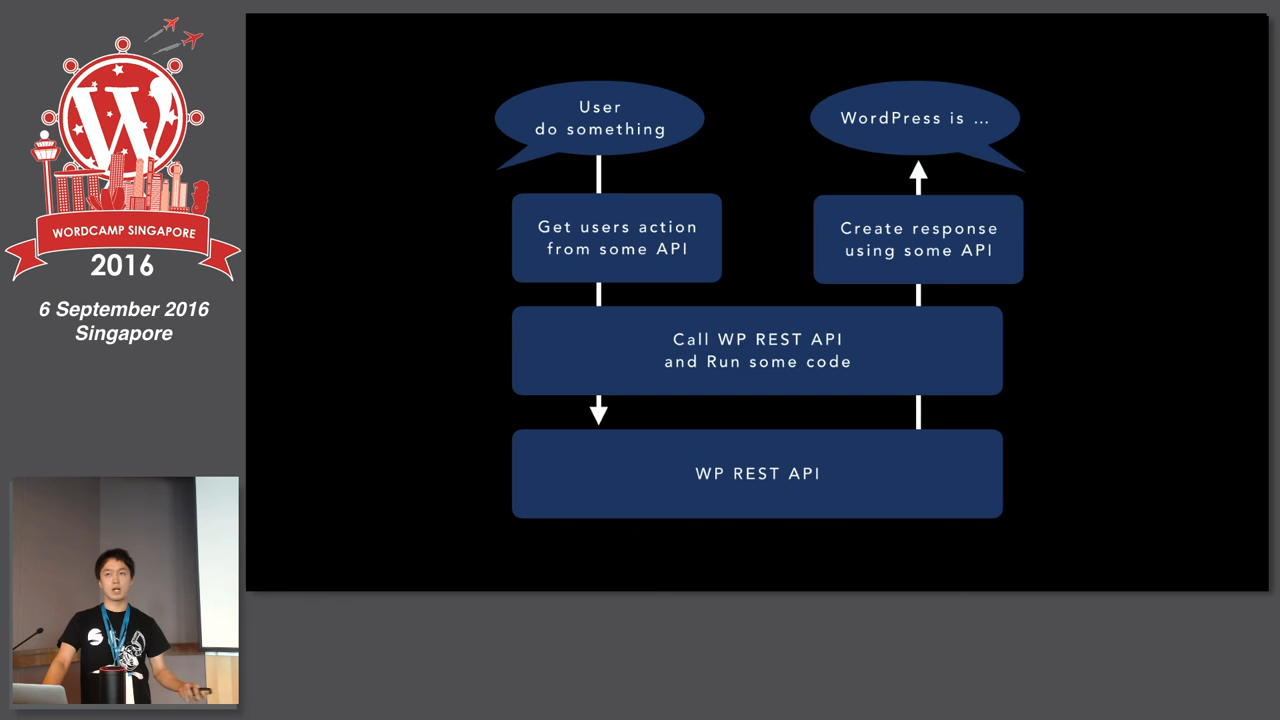 WORDCAMP SINGAPORE
2016
6 September 2016
Singapore
User
do something
WordPress is ...
Get users action
from some API
Create response
using some API
Call WP REST API
and Run some code
WP REST API